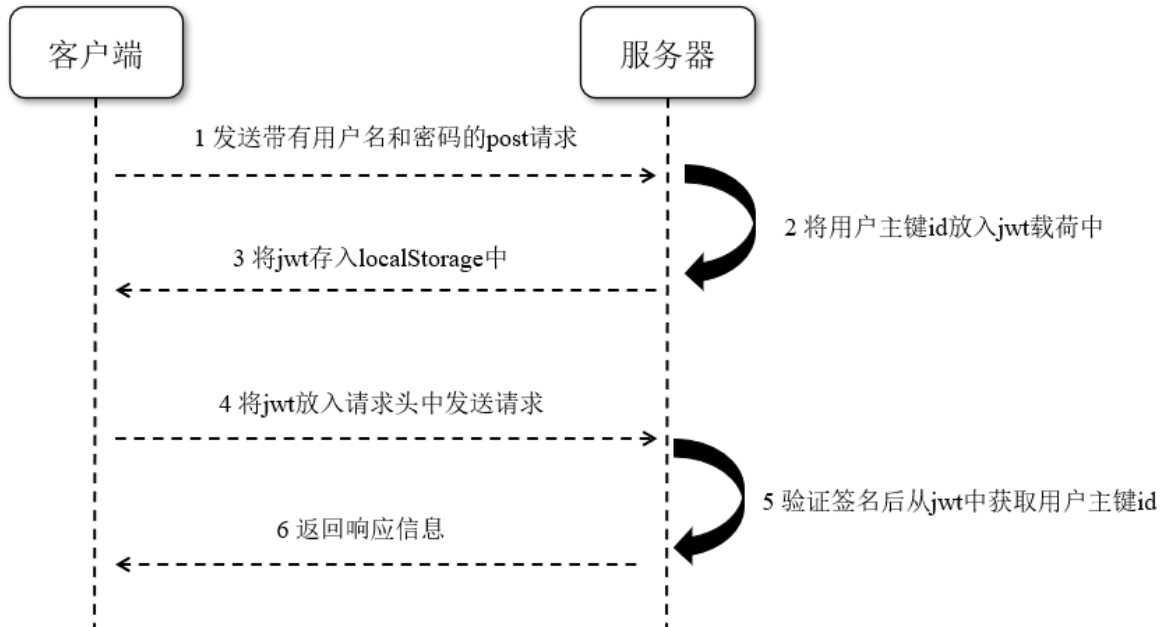 客户端
服务器
1 发送带有用户名和密码的post请求
2 将用户主键id放入jwt载荷中
3 将jwt存入localStorage中
4 将jwt放入请求头中发送请求
5 验证签名后从jwt中获取用户主键id
6 返回响应信息